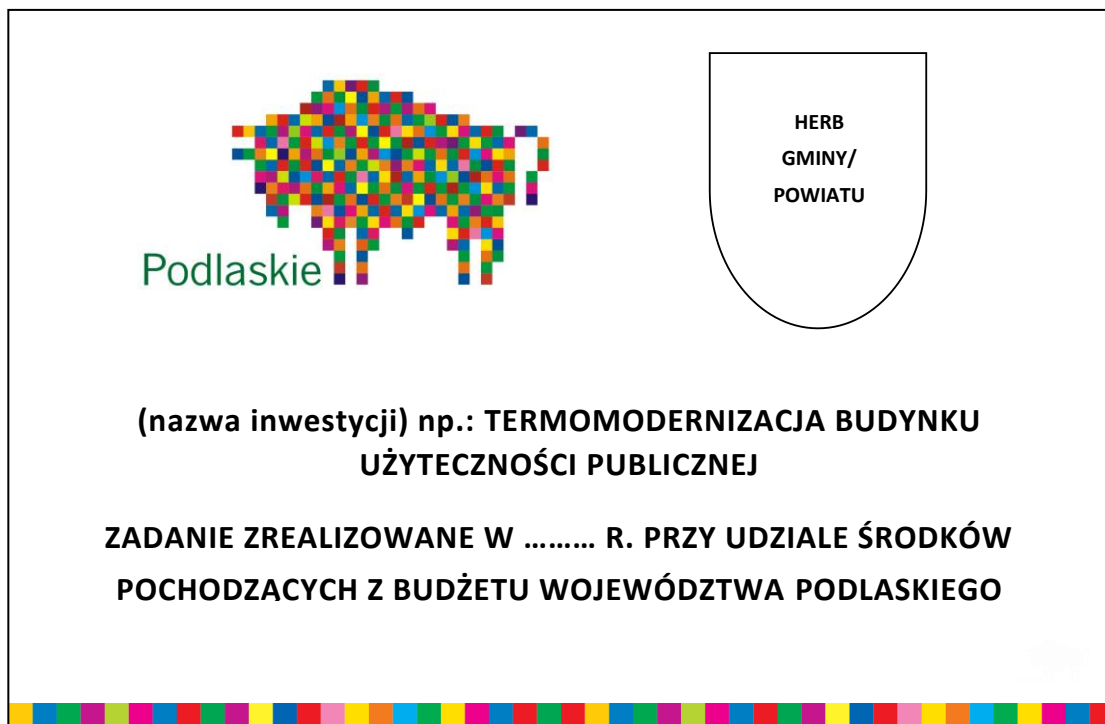 Podlaskie
HERB
GMINY/
POWIATU
(nazwa inwestycji) np.: TERMOMODERNIZACJA BUDYNKU
UŻYTECZNOŚCI PUBLICZNEJ
ZADANIE ZREALIZOWANE W ……… R. PRZY UDZIALE ŚRODKÓW
POCHODZĄCYCH Z BUDŻETU WOJEWÓDZTWA PODLASKIEGO